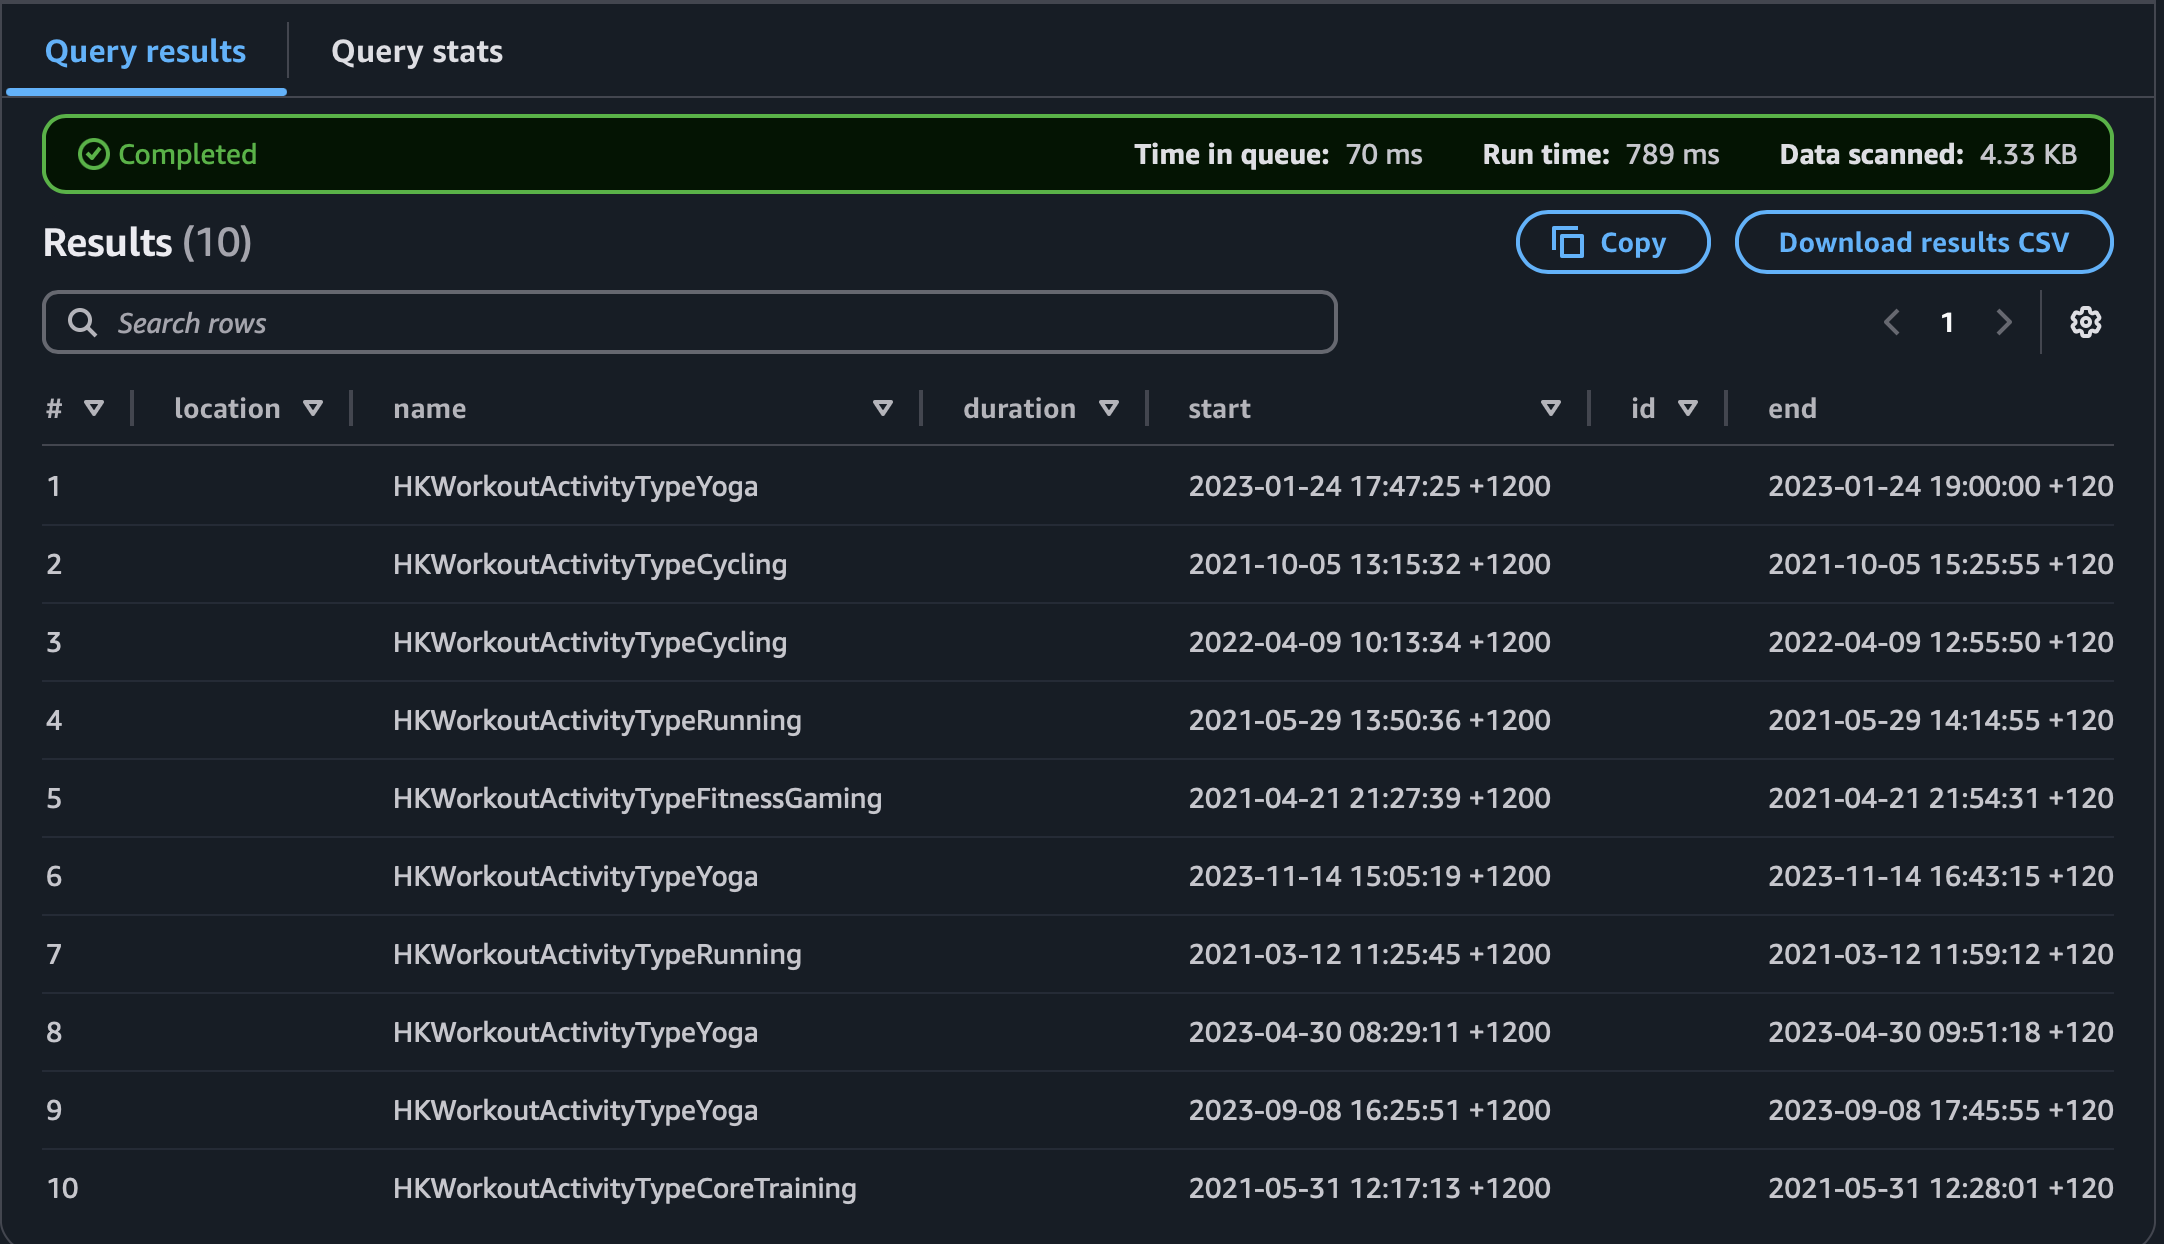 Query results Query stats
Completed Time in queue: 70 ms Run time: 789 ms Data scanned: 4.33 KB
Results (10) Copy Download results CSV
Search rows 1
# location name duration start id end
1 HKWorkoutActivityTypeYoga 2023-01-24 17:47:25 +1200 2023-01-24 19:00:00 +120
2 HKWorkoutActivityTypeCycling 2021-10-05 13:15:32 +1200 2021-10-05 15:25:55 +120
3 HKWorkoutActivityTypeCycling 2022-04-09 10:13:34 +1200 2022-04-09 12:55:50 +120
4 HKWorkoutActivityTypeRunning 2021-05-29 13:50:36 +1200 2021-05-29 14:14:55 +120
5 HKWorkoutActivityTypeFitnessGaming 2021-04-21 21:27:39 +1200 2021-04-21 21:54:31 +120
6 HKWorkoutActivityTypeYoga 2023-11-14 15:05:19 +1200 2023-11-14 16:43:15 +120
7 HKWorkoutActivityTypeRunning 2021-03-12 11:25:45 +1200 2021-03-12 11:59:12 +120
8 HKWorkoutActivityTypeYoga 2023-04-30 08:29:11 +1200 2023-04-30 09:51:18 +120
9 HKWorkoutActivityTypeYoga 2023-09-08 16:25:51 +1200 2023-09-08 17:45:55 +120
10 HKWorkoutActivityTypeCoreTraining 2021-05-31 12:17:13 +1200 2021-05-31 12:28:01 +120